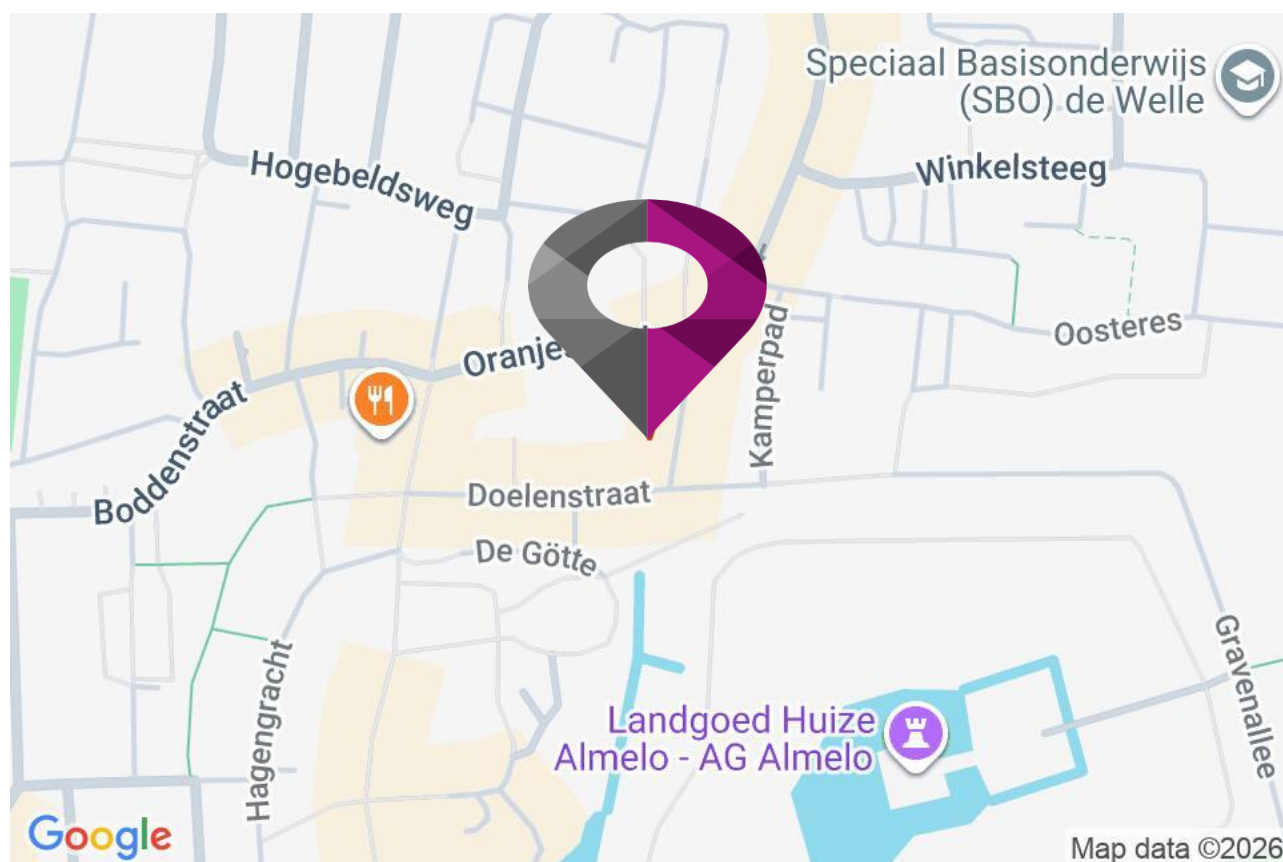 Speciaal Basisonderwijs
(SBO) de Welle
Hogebeldsweg
Winkelsteeg
Oosteres
Oranjes
Kamperpad
Boddenstraat
Doelenstraat
De Götte
Gravenallee
Hagengracht
Landgoed Huize
Almelo - AG Almelo
Google
Map data ©2026